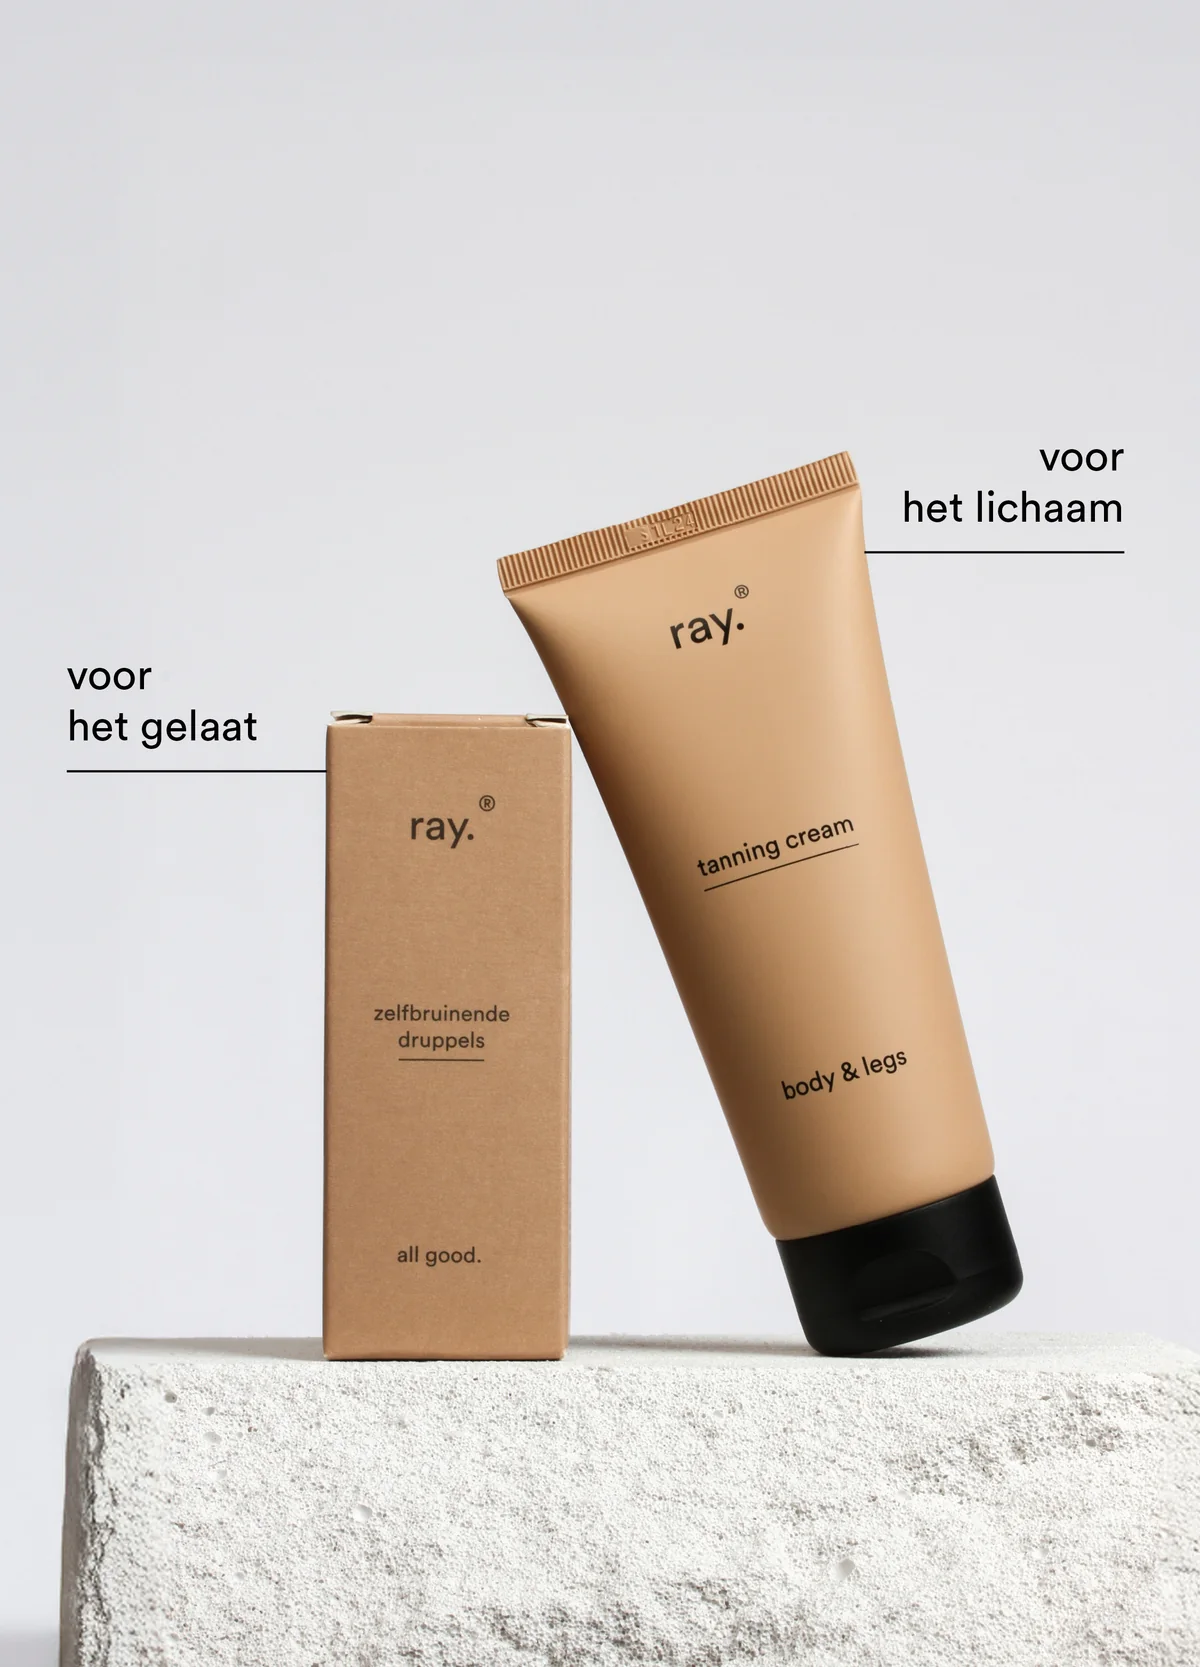 voor
het lichaam
voor
het gelaat
ray.®
tanning cream
body & legs
ray.®
zelfbruinende
druppels
all good.